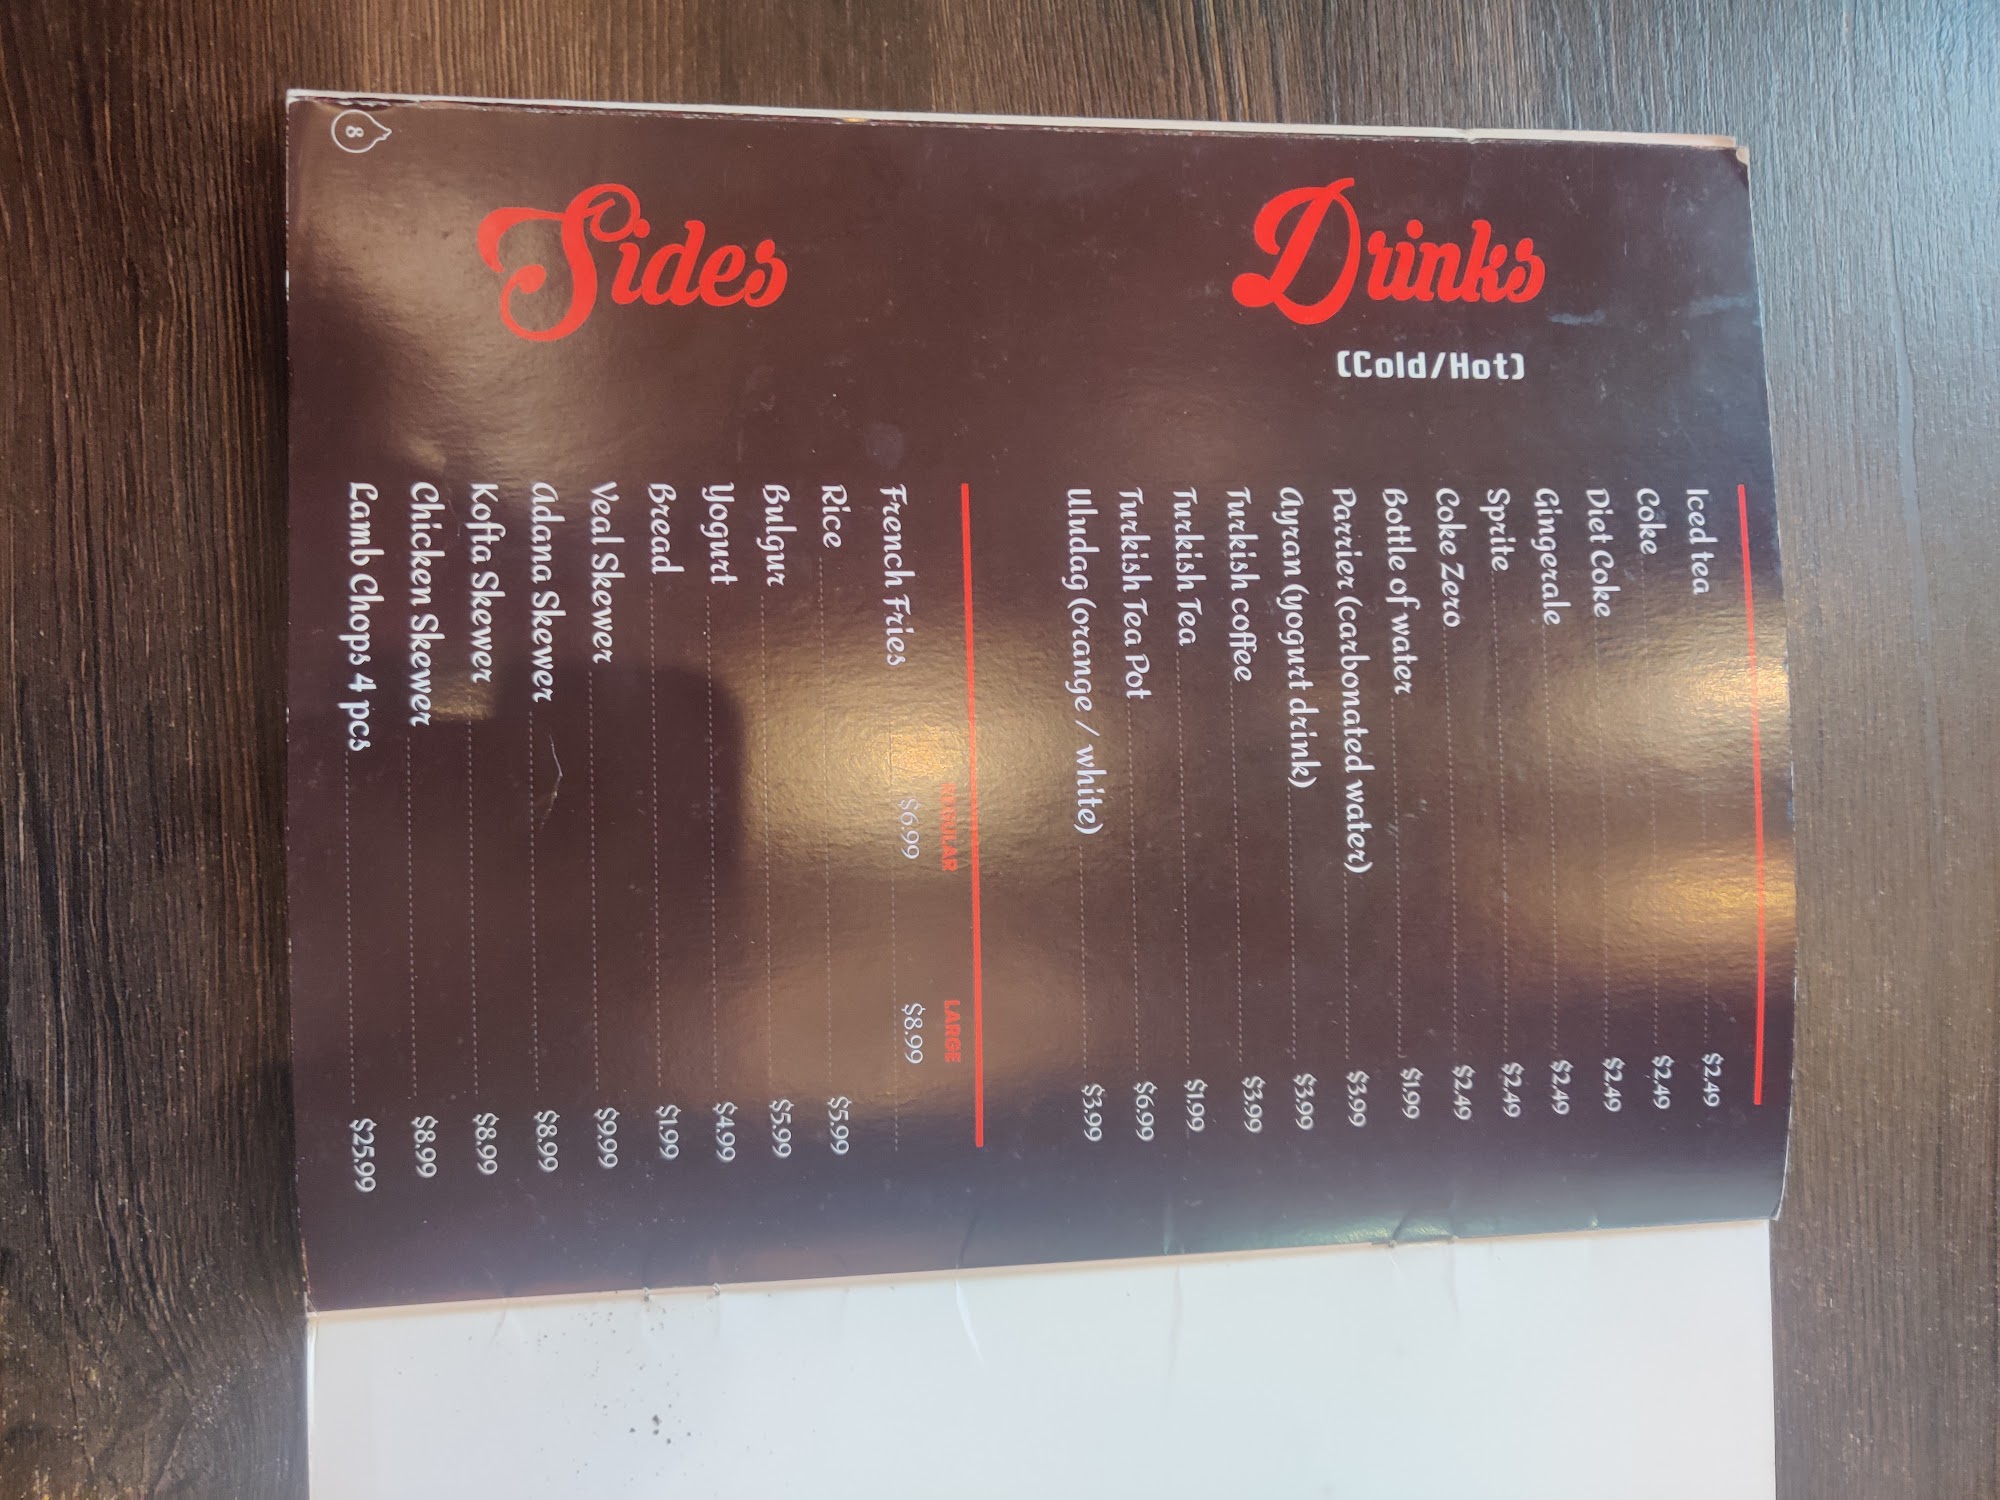 Drinks
(Cold/Hot)
Iced tea $2.49
Coke $2.49
Diet Coke $2.49
Gingerale $2.49
Sprite $2.49
Coke Zero $2.49
Bottle of water $1.99
Parrier (carbonated water) $3.99
Ayran (yogurt drink) $3.99
Turkish coffee $3.99
Turkish Tea $1.99
Turkish Tea Pot $6.99
Uludag (orange / white) $3.99
Sides
REGULAR LARGE
French Fries $6.99 $8.99
Rice $5.99
Bulgur $5.99
Yogurt $4.99
Bread $1.99
Veal Skewer $9.99
Adana Skewer $8.99
Kofta Skewer $8.99
Chicken Skewer $8.99
Lamb Chops 4 pcs $25.99
8